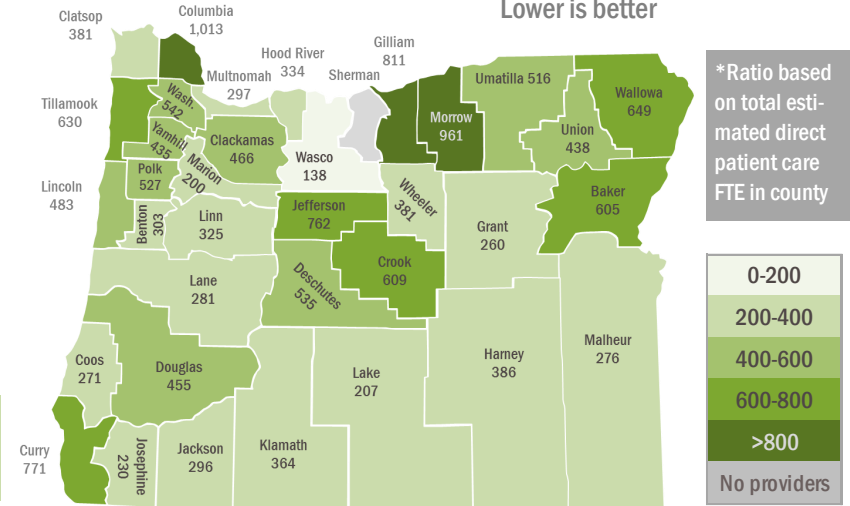 Lower is better
Clatsop
381
Columbia
1,013
Multnomah
297
Hood River
334
Sherman
Gilliam
811
Tillamook
630
Wash.
542
Yamhill
435
Clackamas
466
Marion
200
Polk
527
Lincoln
483
Benton
303
Linn
325
Wasco
138
Morrow
961
Umatilla 516
Union
438
Wallowa
649
Baker
605
Wheeler
381
Jefferson
762
Grant
260
Crook
609
Deschutes
535
Lane
281
Coos
271
Douglas
455
Lake
207
Harney
386
Malheur
276
Curry
771
Josephine
230
Jackson
296
Klamath
364
*Ratio based
on total esti-
mated direct
patient care
FTE in county
0-200
200-400
400-600
600-800
>800
No providers